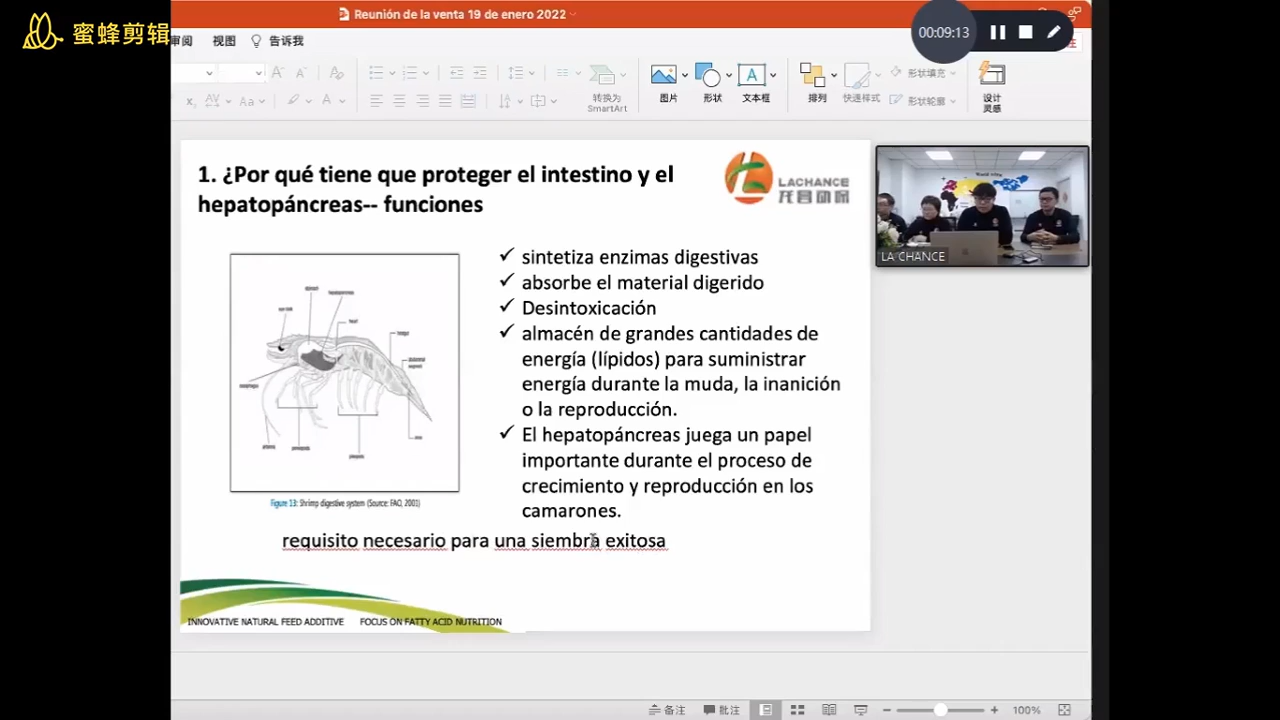 蜜蜂剪辑
Reunión de la venta 19 de enero 2022
00:09:13
审阅 视图 告诉我
转换为
SmartArt
图片 形状 文本框 排列 快速样式 形状填充
形状轮廓
设计
灵感
1. ¿Por qué tiene que proteger el intestino y el
hepatopáncreas-- funciones
LACHANCE
LA CHANCE
✓ sintetiza enzimas digestivas
✓ absorbe el material digerido
✓ Desintoxicación
✓ almacén de grandes cantidades de
energía (lípidos) para suministrar
energía durante la muda, la inanición
o la reproducción.
✓ El hepatopáncreas juega un papel
importante durante el proceso de
crecimiento y reproducción en los
camarones.
Figure 13: Shrimp digestive system (Source: FAO, 2001)
requisito necesario para una siembra exitosa
INNOVATIVE NATURAL FEED ADDITIVE FOCUS ON FATTY ACID NUTRITION
备注 批注 100%